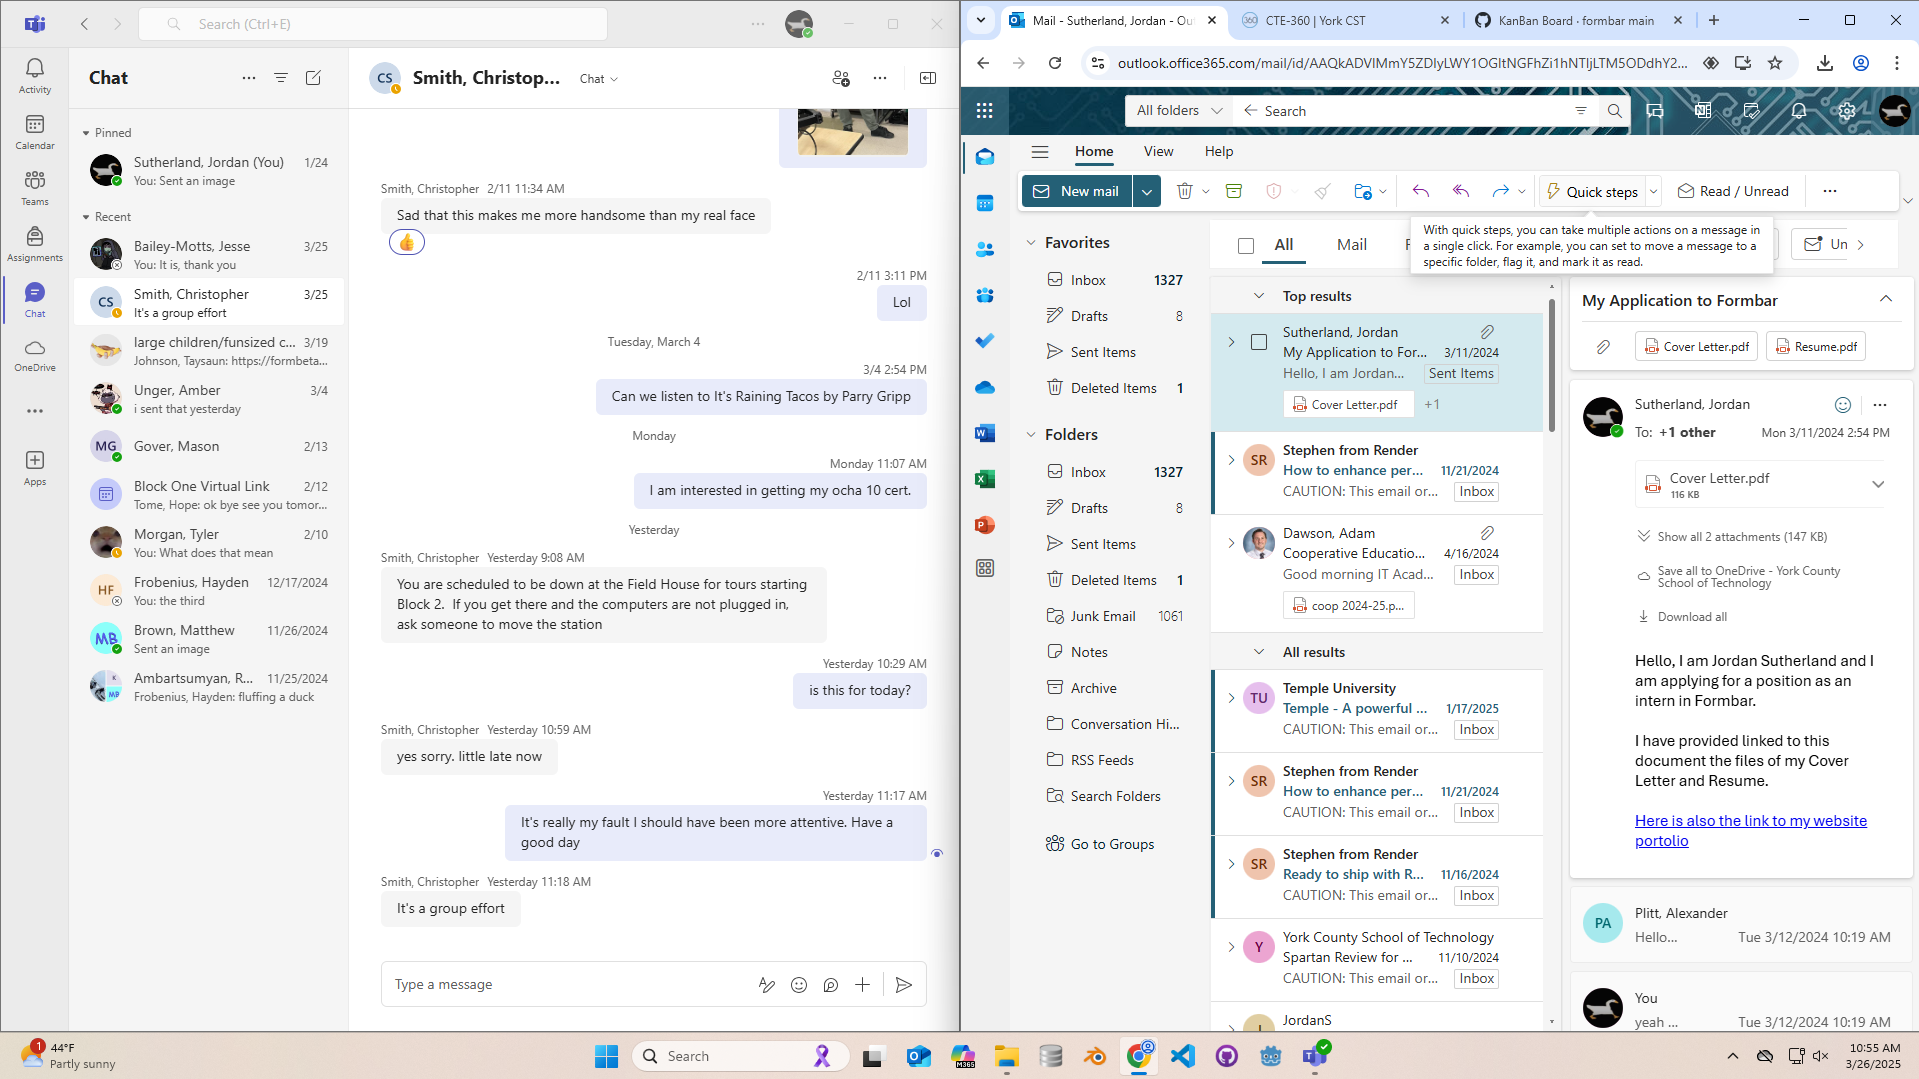 Search (Ctrl+E)
Activity
Calendar
Teams
Assignments
Chat
OneDrive
Apps
Chat
Pinned
Sutherland, Jordan (You) 1/24
You: Sent an image
Recent
Bailey-Motts, Jesse 3/25
You: It is, thank you
CS Smith, Christopher 3/25
It's a group effort
large children/funsized c... 3/19
Johnson, Taysaun: https://formbeta...
Unger, Amber 3/4
i sent that yesterday
MG Gover, Mason 2/13
Block One Virtual Link 2/12
Tome, Hope: ok bye see you tomor...
Morgan, Tyler 2/10
You: What does that mean
HF Frobenius, Hayden 12/17/2024
You: the third
MB Brown, Matthew 11/26/2024
Sent an image
K MB Ambartsumyan, R... 11/25/2024
Frobenius, Hayden: fluffing a duck
CS Smith, Christop... Chat
Smith, Christopher 2/11 11:34 AM
Sad that this makes me more handsome than my real face
2/11 3:11 PM
Lol
Tuesday, March 4
3/4 2:54 PM
Can we listen to It's Raining Tacos by Parry Gripp
Monday
Monday 11:07 AM
I am interested in getting my ocha 10 cert.
Yesterday
Smith, Christopher Yesterday 9:08 AM
You are scheduled to be down at the Field House for tours starting
Block 2. If you get there and the computers are not plugged in,
ask someone to move the station
Yesterday 10:29 AM
is this for today?
Smith, Christopher Yesterday 10:59 AM
yes sorry. little late now
Yesterday 11:17 AM
It's really my fault I should have been more attentive. Have a
good day
Smith, Christopher Yesterday 11:18 AM
It's a group effort
Type a message
Mail - Sutherland, Jordan - Ou
CTE-360 | York CST
KanBan Board · formbar main
outlook.office365.com/mail/id/AAQkADVlMmY5ZDIyLWY1OGItNGFhZi1hNTljLTM5ODdhY2...
All folders
Search
Home View Help
New mail
Quick steps
Read / Unread
With quick steps, you can take multiple actions on a message in
a single click. For example, you can set to move a message to a
specific folder, flag it, and mark it as read.
Favorites
Inbox 1327
Drafts 8
Sent Items
Deleted Items 1
Folders
Inbox 1327
Drafts 8
Sent Items
Deleted Items 1
Junk Email 1061
Notes
Archive
Conversation Hi...
RSS Feeds
Search Folders
Go to Groups
All Mail
Un
Top results
Sutherland, Jordan
My Application to For... 3/11/2024
Hello, I am Jordan... Sent Items
Cover Letter.pdf +1
SR Stephen from Render
How to enhance per... 11/21/2024
CAUTION: This email or... Inbox
Dawson, Adam
Cooperative Educatio... 4/16/2024
Good morning IT Acad... Inbox
coop 2024-25.p...
All results
TU Temple University
Temple - A powerful ... 1/17/2025
CAUTION: This email or... Inbox
SR Stephen from Render
How to enhance per... 11/21/2024
CAUTION: This email or... Inbox
SR Stephen from Render
Ready to ship with R... 11/16/2024
CAUTION: This email or... Inbox
Y York County School of Technology
Spartan Review for ... 11/10/2024
CAUTION: This email or... Inbox
J JordanS
My Application to Formbar
Cover Letter.pdf
Resume.pdf
Sutherland, Jordan
To: +1 other Mon 3/11/2024 2:54 PM
Cover Letter.pdf
116 KB
Show all 2 attachments (147 KB)
Save all to OneDrive - York County
School of Technology
Download all
Hello, I am Jordan Sutherland and I
am applying for a position as an
intern in Formbar.
I have provided linked to this
document the files of my Cover
Letter and Resume.
Here is also the link to my website
portolio
PA Plitt, Alexander
Hello... Tue 3/12/2024 10:19 AM
You
yeah ... Tue 3/12/2024 10:19 AM
1
44°F
Partly sunny
Search
M365
10:55 AM
3/26/2025